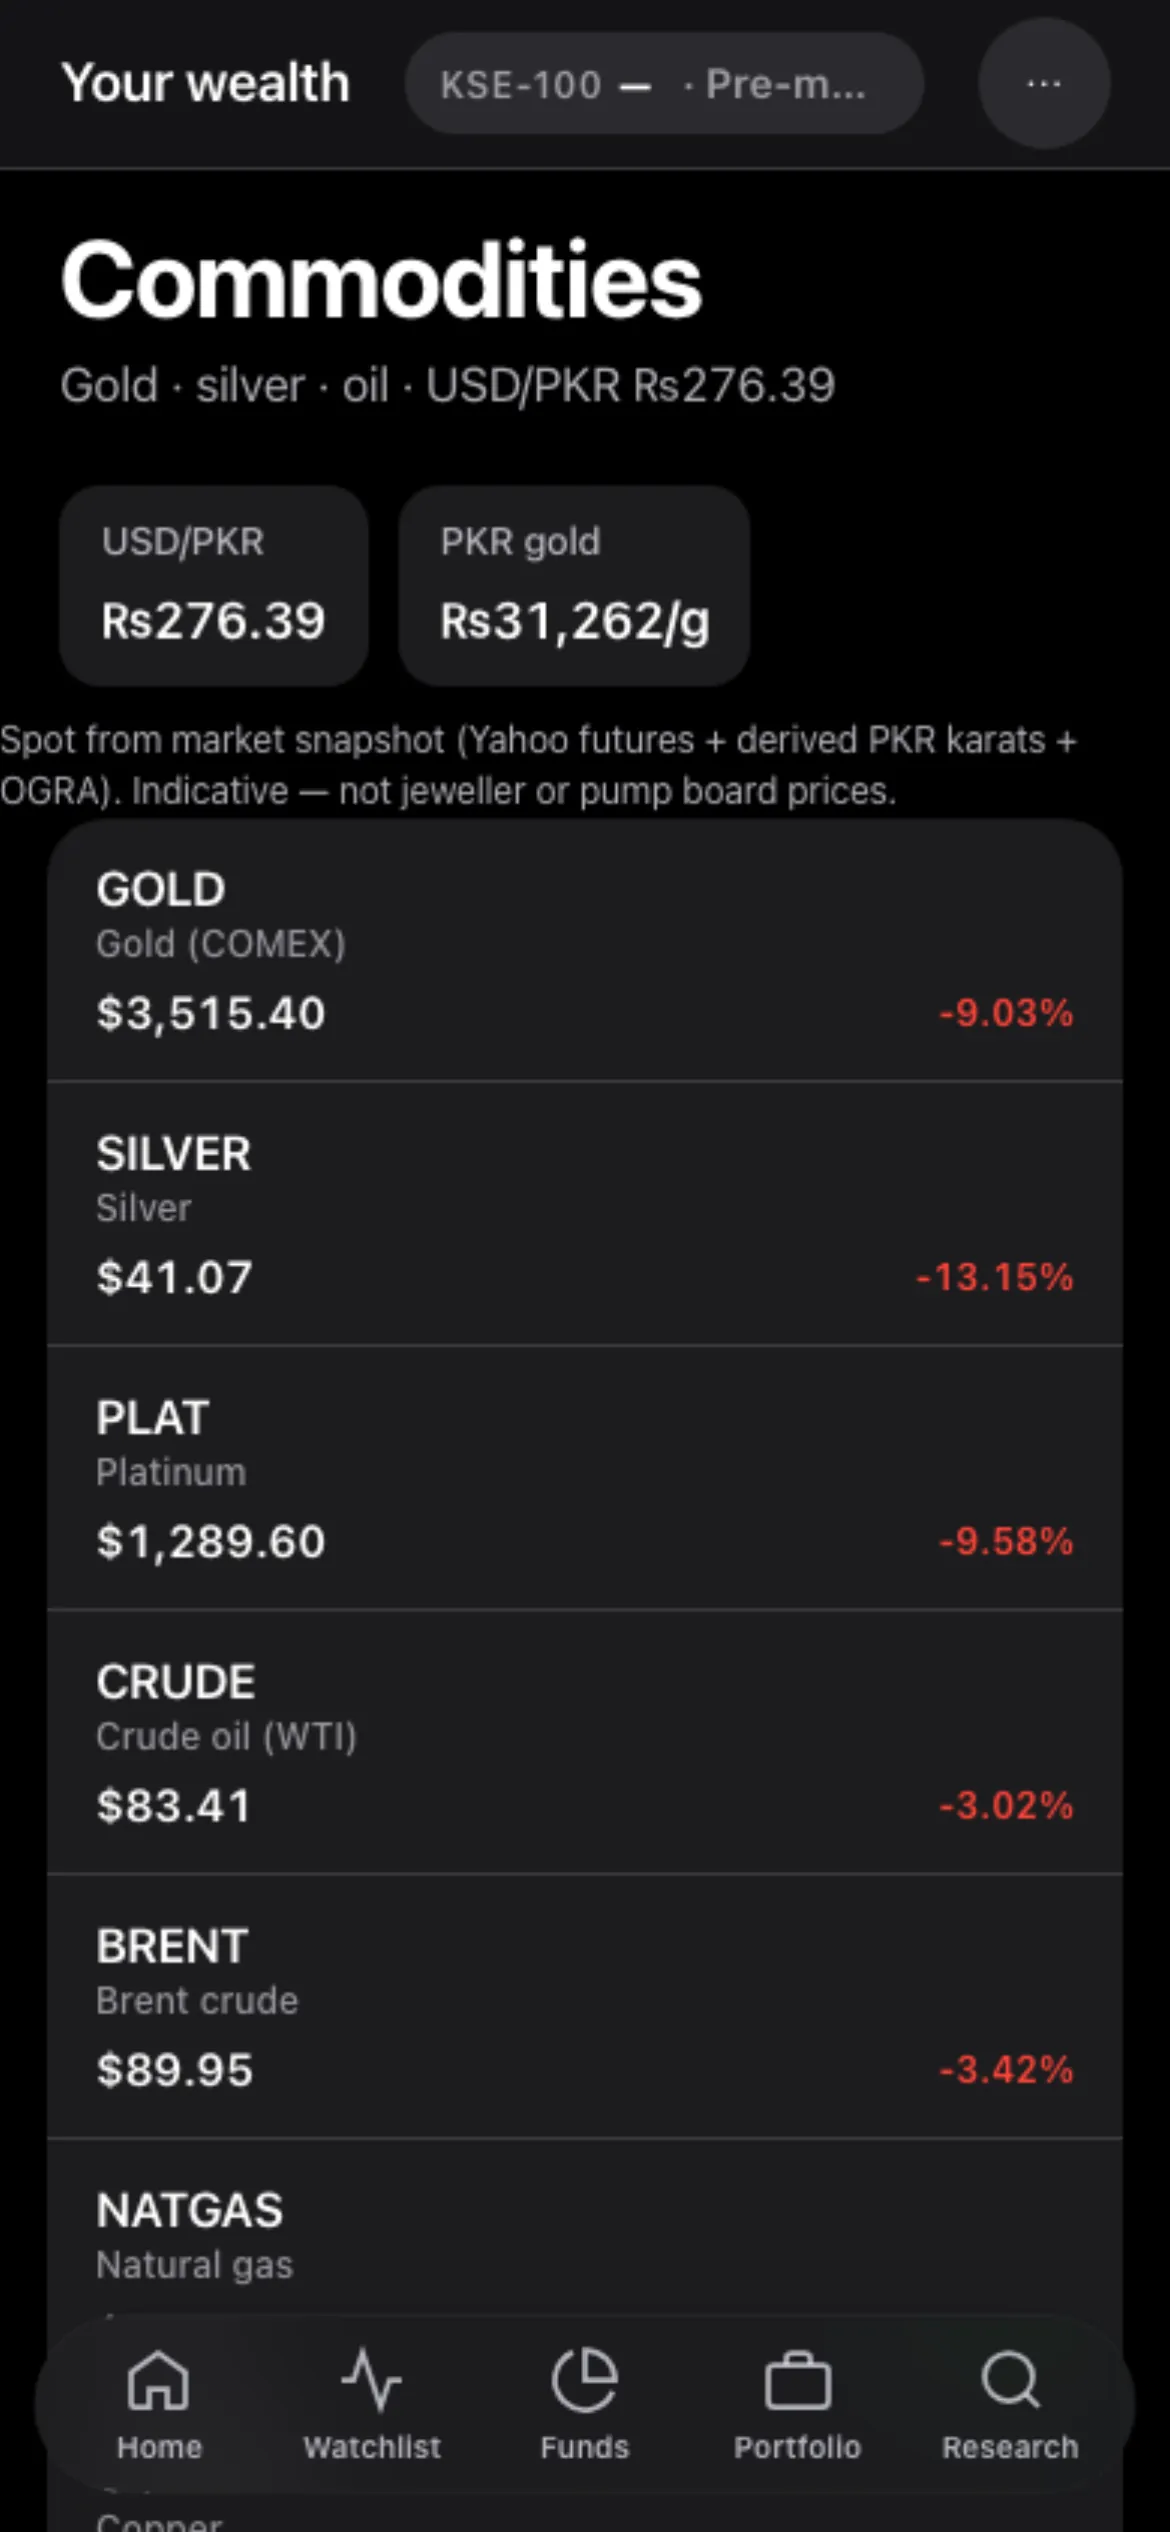 Your wealth
KSE-100 — · Pre-m...
...
Commodities
Gold · silver · oil · USD/PKR Rs276.39
USD/PKR
Rs276.39
PKR gold
Rs31,262/g
Spot from market snapshot (Yahoo futures + derived PKR karats +
OGRA). Indicative — not jeweller or pump board prices.
GOLD
Gold (COMEX)
$3,515.40
-9.03%
SILVER
Silver
$41.07
-13.15%
PLAT
Platinum
$1,289.60
-9.58%
CRUDE
Crude oil (WTI)
$83.41
-3.02%
BRENT
Brent crude
$89.95
-3.42%
NATGAS
Natural gas
Home
Watchlist
Funds
Portfolio
Research
Copper